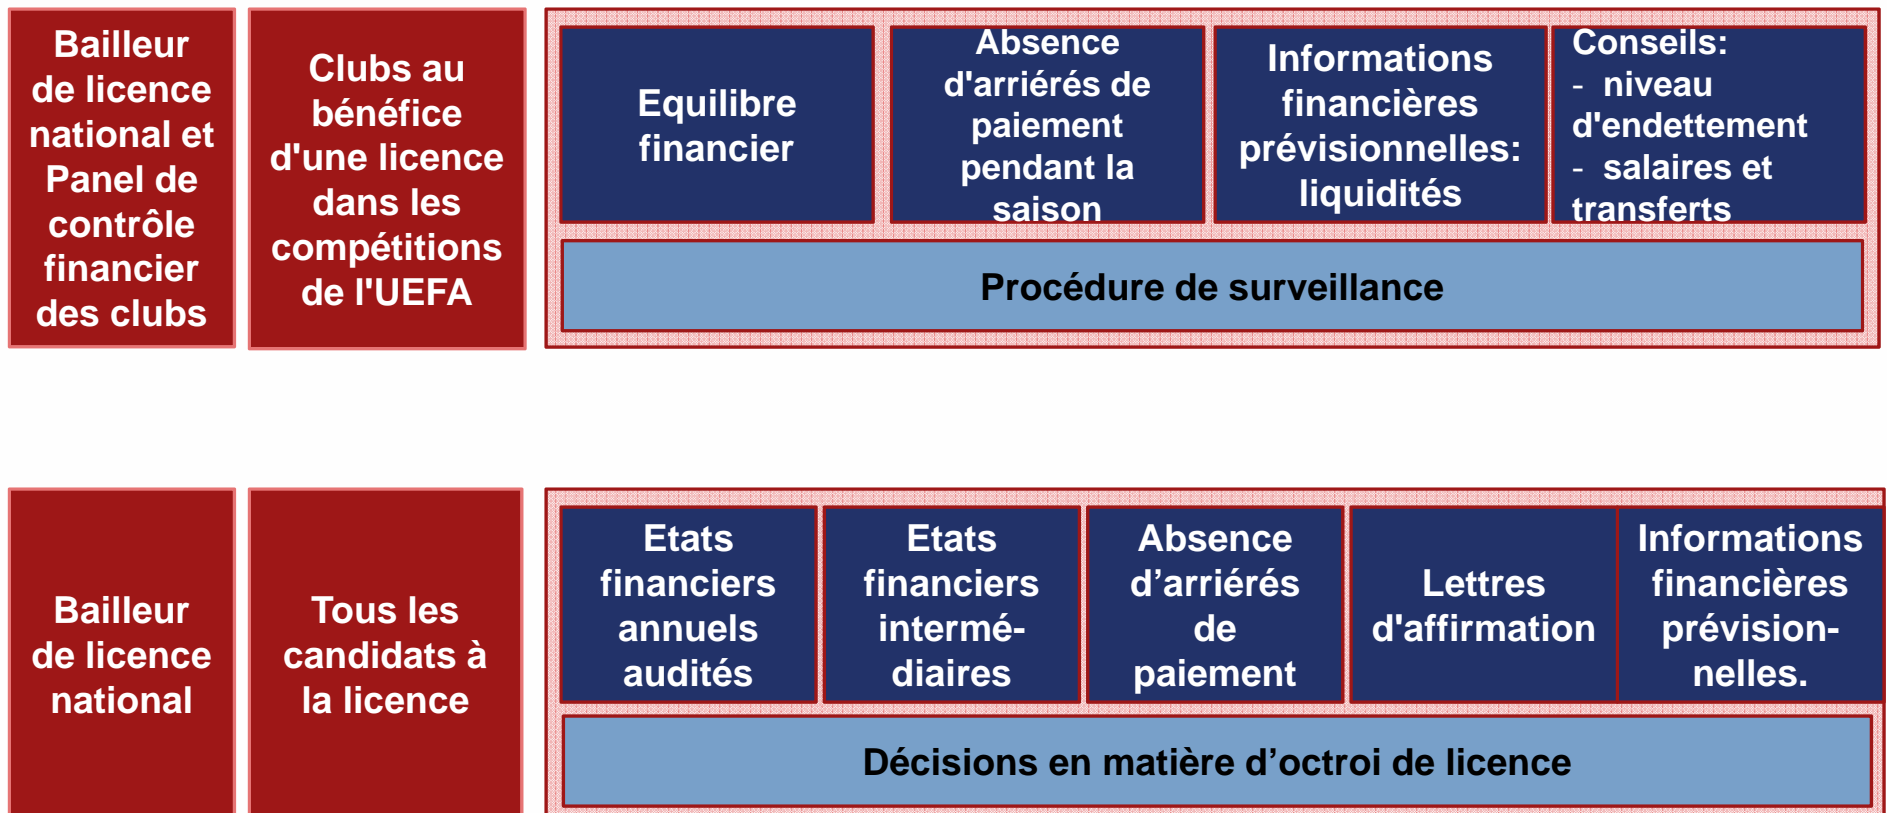 Bailleur
de licence
national et
Panel de
contrôle
financier
des clubs
Clubs au
bénéfice
d'une licence
dans les
compétitions
de l'UEFA
Equilibre
financier
Absence
d'arriérés de
paiement
pendant la
saison
Informations
financières
prévisionnelles:
liquidités
Conseils:
- niveau
d'endettement
- salaires et
transferts
Procédure de surveillance
Bailleur
de licence
national
Tous les
candidats à
la licence
Etats
financiers
annuels
audités
Etats
financiers
intermé-
diaires
Absence
d’arriérés
de
paiement
Lettres
d'affirmation
Informations
financières
prévision-
nelles.
Décisions en matière d’octroi de licence